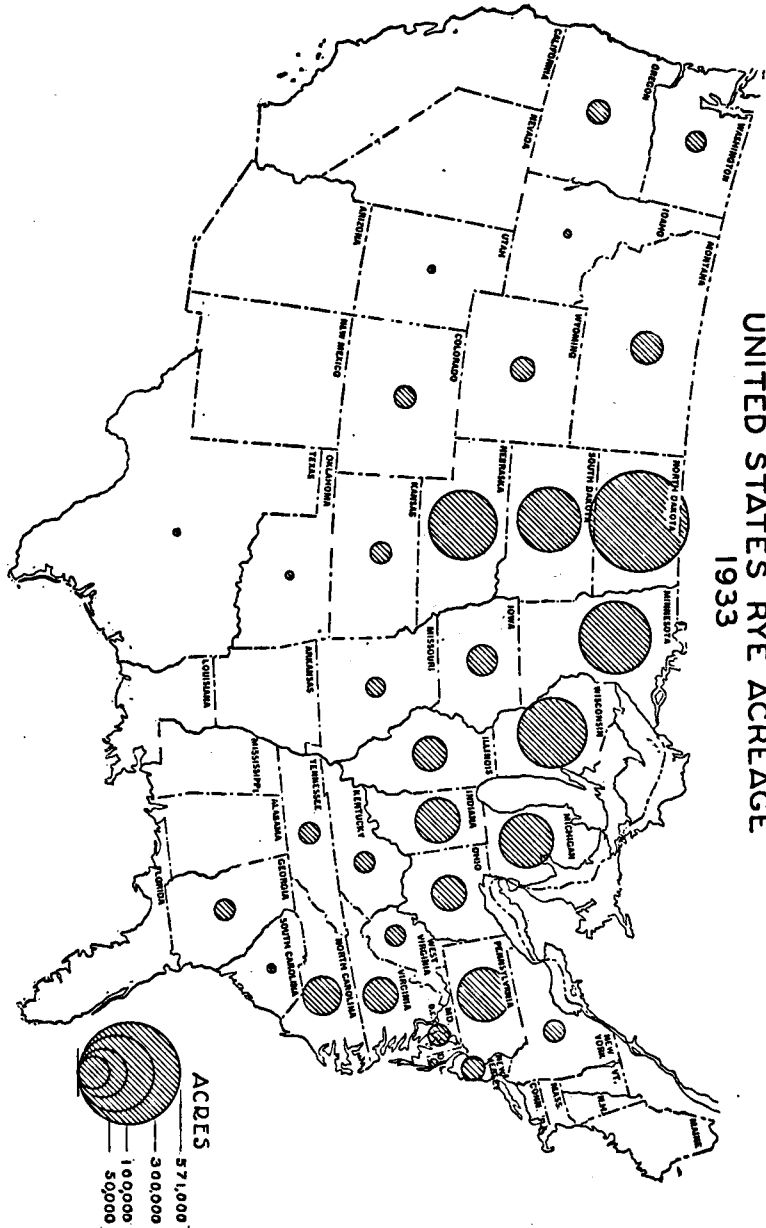 UNITED STATES RYE ACREAGE
1933
WASHINGTON
OREGON
CALIFORNIA
NEVADA
IDAHO
MONTANA
WYOMING
UTAH
ARIZONA
COLORADO
NEW MEXICO
NORTH DAKOTA
SOUTH DAKOTA
NEBRASKA
KANSAS
OKLAHOMA
TEXAS
MINNESOTA
IOWA
MISSOURI
ARKANSAS
LOUISIANA
WISCONSIN
ILLINOIS
MICHIGAN
INDIANA
OHIO
KENTUCKY
TENNESSEE
MISSISSIPPI
ALABAMA
GEORGIA
FLORIDA
SOUTH CAROLINA
NORTH CAROLINA
VIRGINIA
WEST
VIRGINIA
PENNSYLVANIA
MD.
NEW
JERSEY
NEW
YORK
VT.
N.H.
MASS.
CONN.
MAINE
ACRES
571,000
300,000
100,000
50,000